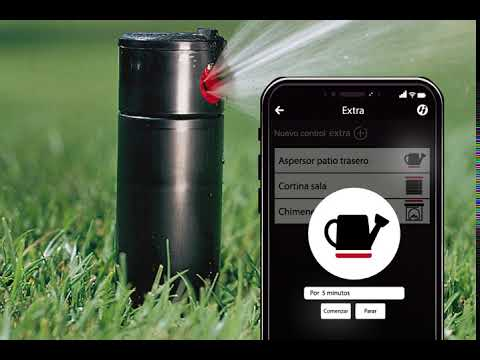 Extra
Nuevo control extra
Aspersor patio trasero
Cortina sala
Chimene
Por 5 minutos
Comenzar
Parar